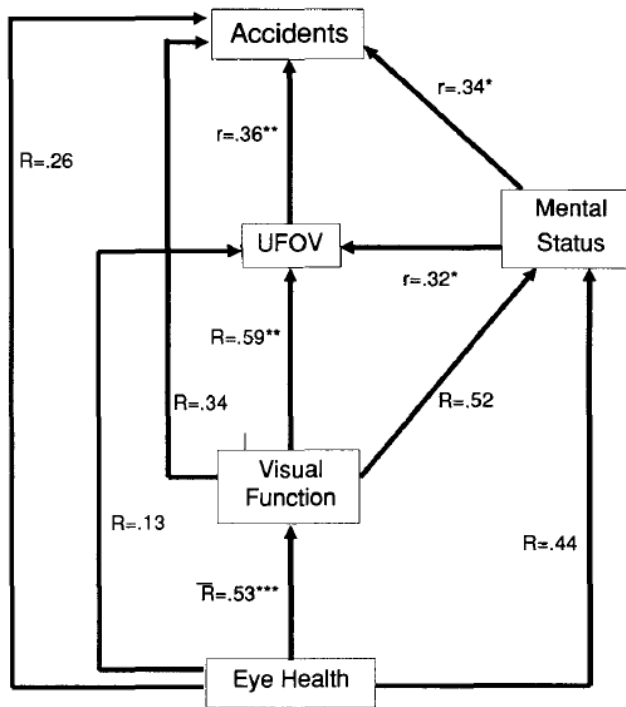 Accidents
r=.34*
r=.36**
R=.26
Mental
Status
UFOV
r=.32*
R=.59**
R=.34
R=.52
Visual
Function
R=.13
R=.44
R=.53***
Eye Health